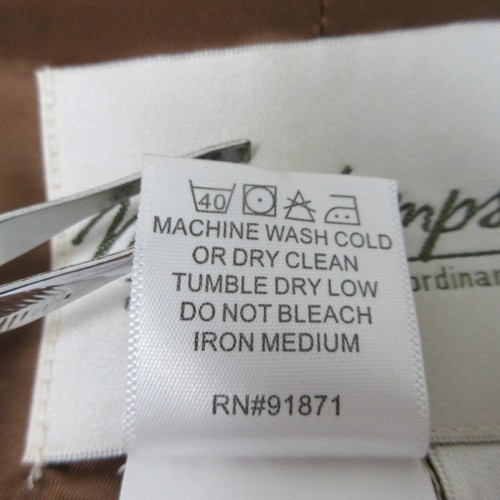 40
MACHINE WASH COLD
OR DRY CLEAN
TUMBLE DRY LOW
DO NOT BLEACH
IRON MEDIUM
RN#91871